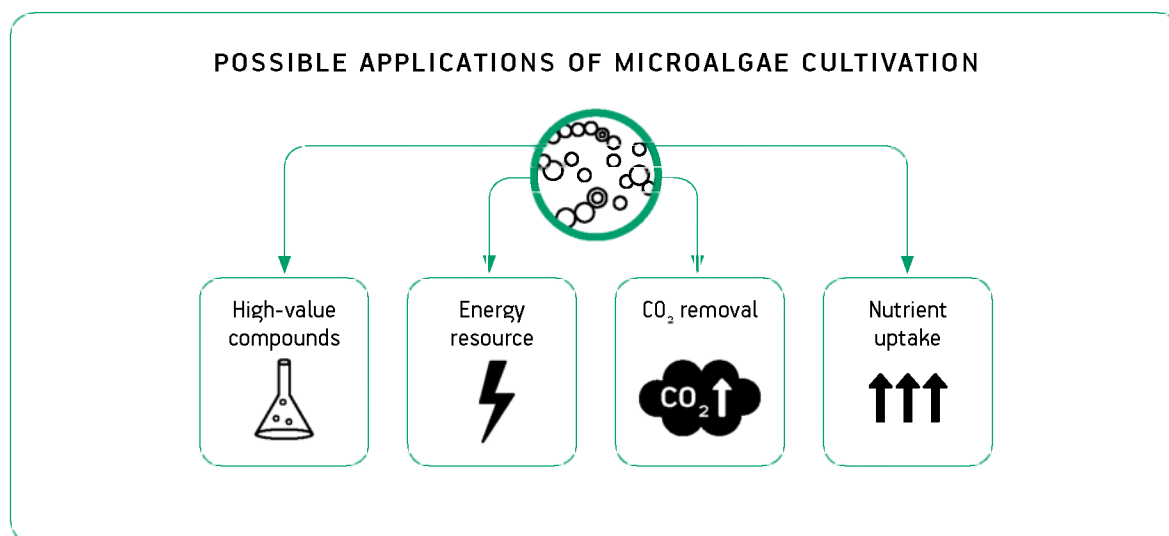 POSSIBLE APPLICATIONS OF MICROALGAE CULTIVATION
High-value
compounds
Energy
resource
CO₂ removal
CO₂
Nutrient
uptake